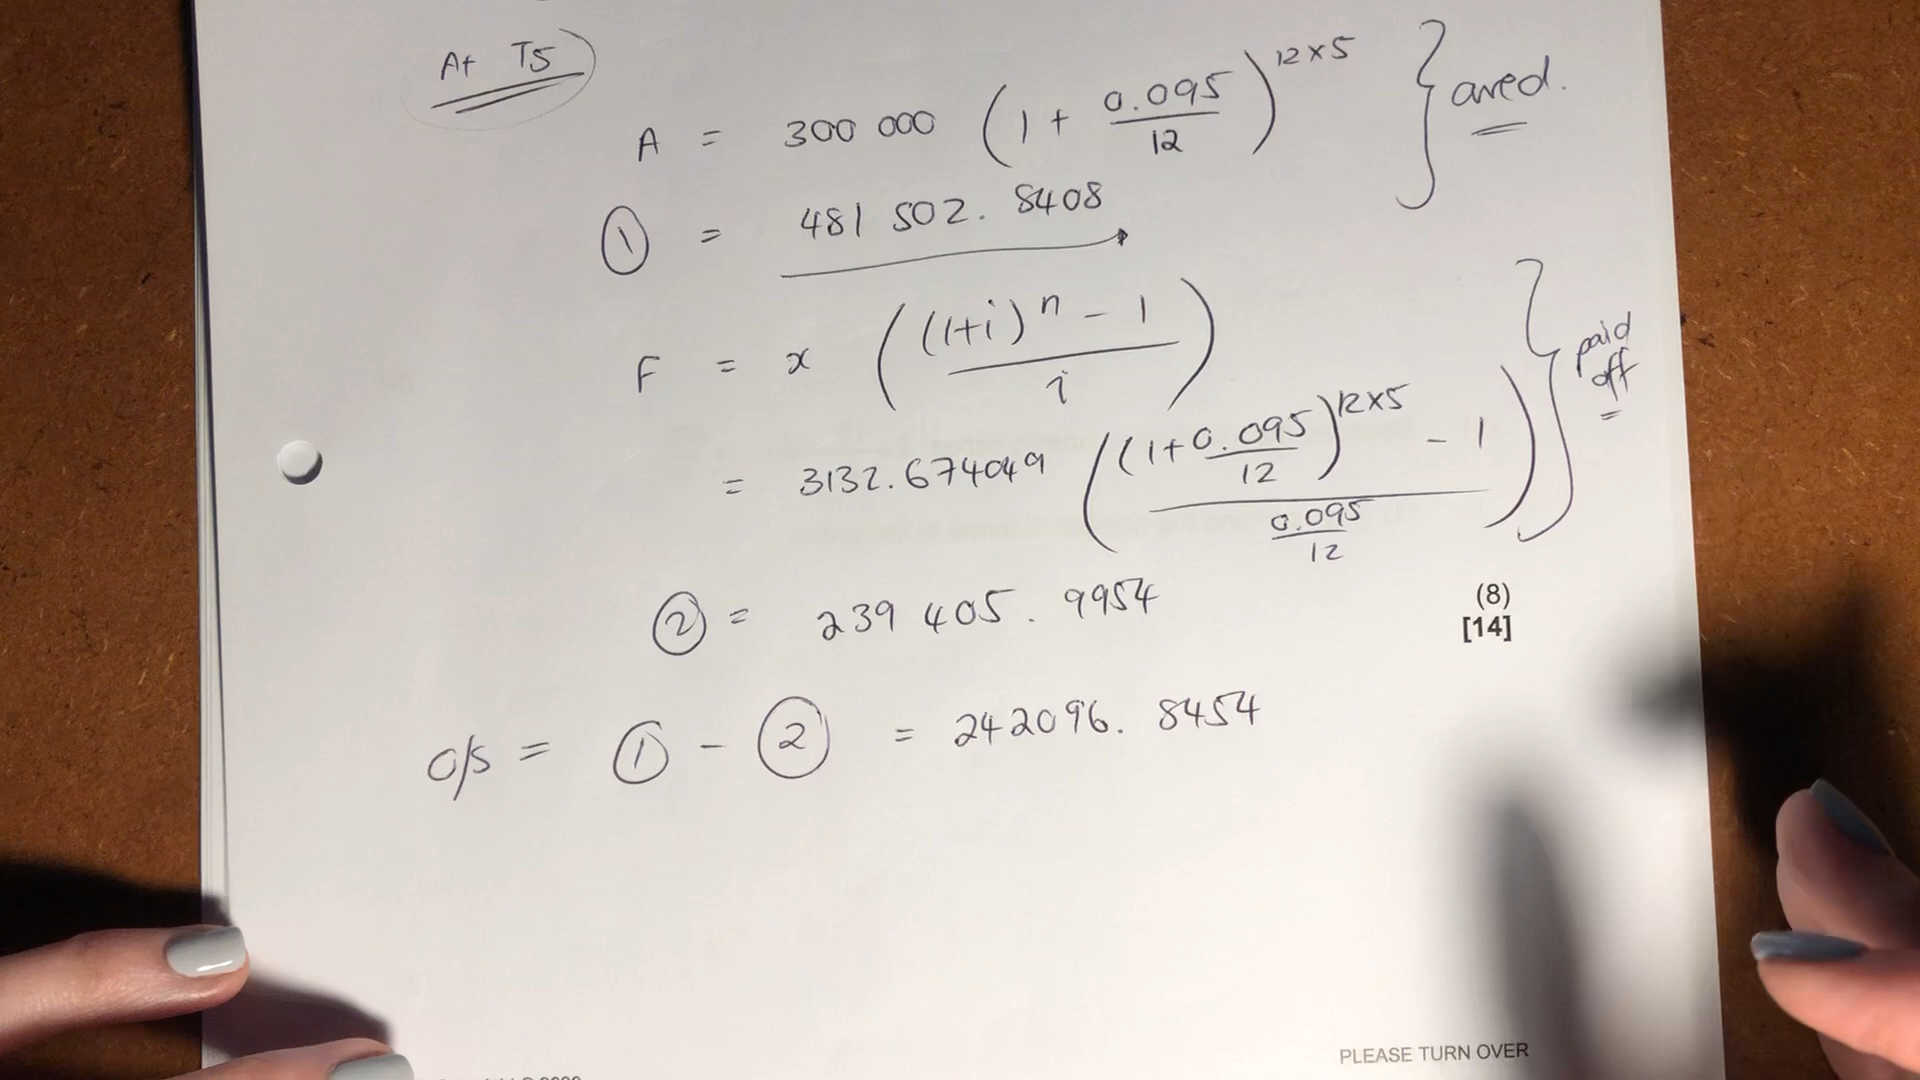 At T5
A = 300 000 (1 + 0.095/12)^12×5 } owed.
① = 481 502.8408
F = x (((1+i)^n - 1)/i)
= 3132.674049 (((1+0.095/12)^12×5 - 1)/(0.095/12)) } paid off
② = 239 405.9954
(8)
[14]
o/s = ① - ② = 242096.8454
PLEASE TURN OVER